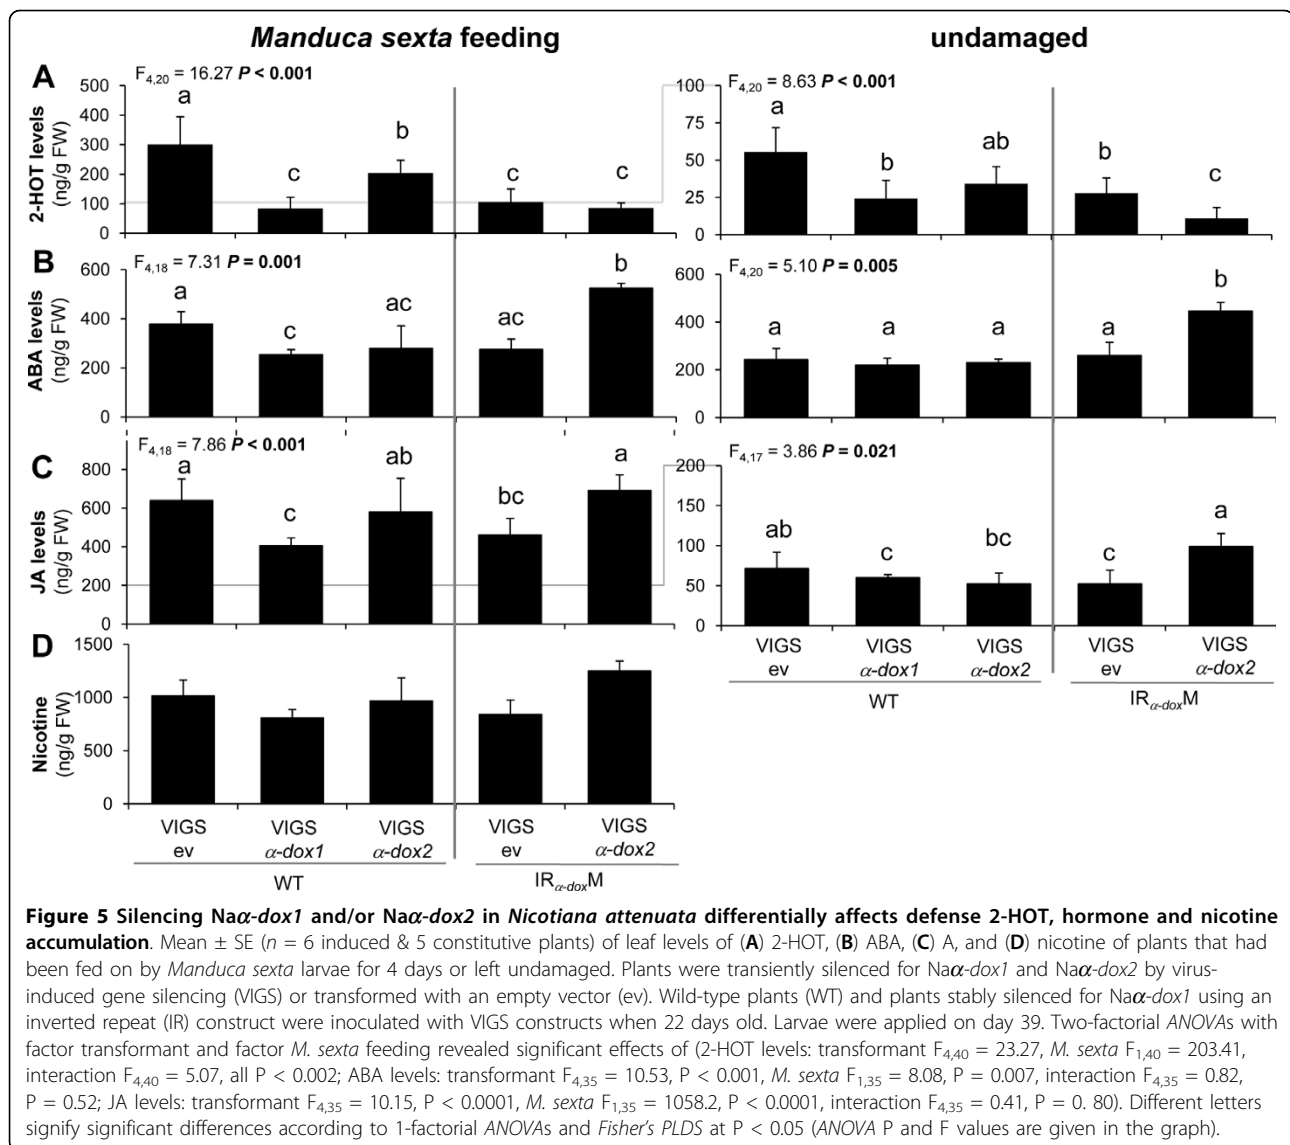 Manduca sexta feeding
undamaged
A
2-HOT levels
(ng/g FW)
500
400
300
200
100
0
F4,20 = 16.27 P < 0.001
a
c
b
c
c
100
75
50
25
0
F4,20 = 8.63 P < 0.001
a
b
ab
b
c
B
ABA levels
(ng/g FW)
600
400
200
0
F4,18 = 7.31 P = 0.001
a
c
ac
ac
b
600
400
200
0
F4,20 = 5.10 P = 0.005
a
a
a
a
b
C
JA levels
(ng/g FW)
800
600
400
200
0
F4,18 = 7.86 P < 0.001
a
c
ab
bc
a
200
100
50
0
F4,17 = 3.86 P = 0.021
ab
c
bc
c
a
VIGS ev
VIGS α-dox1
VIGS α-dox2
VIGS ev
VIGS α-dox2
WT
IRα-doxM
D
Nicotine
(ng/g FW)
1500
1000
500
0
VIGS ev
VIGS α-dox1
VIGS α-dox2
VIGS ev
VIGS α-dox2
WT
IRα-doxM
Figure 5 Silencing Naα-dox1 and/or Naα-dox2 in Nicotiana attenuata differentially affects defense 2-HOT, hormone and nicotine
accumulation. Mean ± SE (n = 6 induced & 5 constitutive plants) of leaf levels of (A) 2-HOT, (B) ABA, (C) A, and (D) nicotine of plants that had
been fed on by Manduca sexta larvae for 4 days or left undamaged. Plants were transiently silenced for Naα-dox1 and Naα-dox2 by virus-
induced gene silencing (VIGS) or transformed with an empty vector (ev). Wild-type plants (WT) and plants stably silenced for Naα-dox1 using an
inverted repeat (IR) construct were inoculated with VIGS constructs when 22 days old. Larvae were applied on day 39. Two-factorial ANOVAs with
factor transformant and factor M. sexta feeding revealed significant effects of (2-HOT levels: transformant F4,40 = 23.27, M. sexta F1,40 = 203.41,
interaction F4,40 = 5.07, all P < 0.002; ABA levels: transformant F4,35 = 10.53, P < 0.001, M. sexta F1,35 = 8.08, P = 0.007, interaction F4,35 = 0.82,
P = 0.52; JA levels: transformant F4,35 = 10.15, P < 0.0001, M. sexta F1,35 = 1058.2, P < 0.0001, interaction F4,35 = 0.41, P = 0. 80). Different letters
signify significant differences according to 1-factorial ANOVAs and Fisher's PLDS at P < 0.05 (ANOVA P and F values are given in the graph).